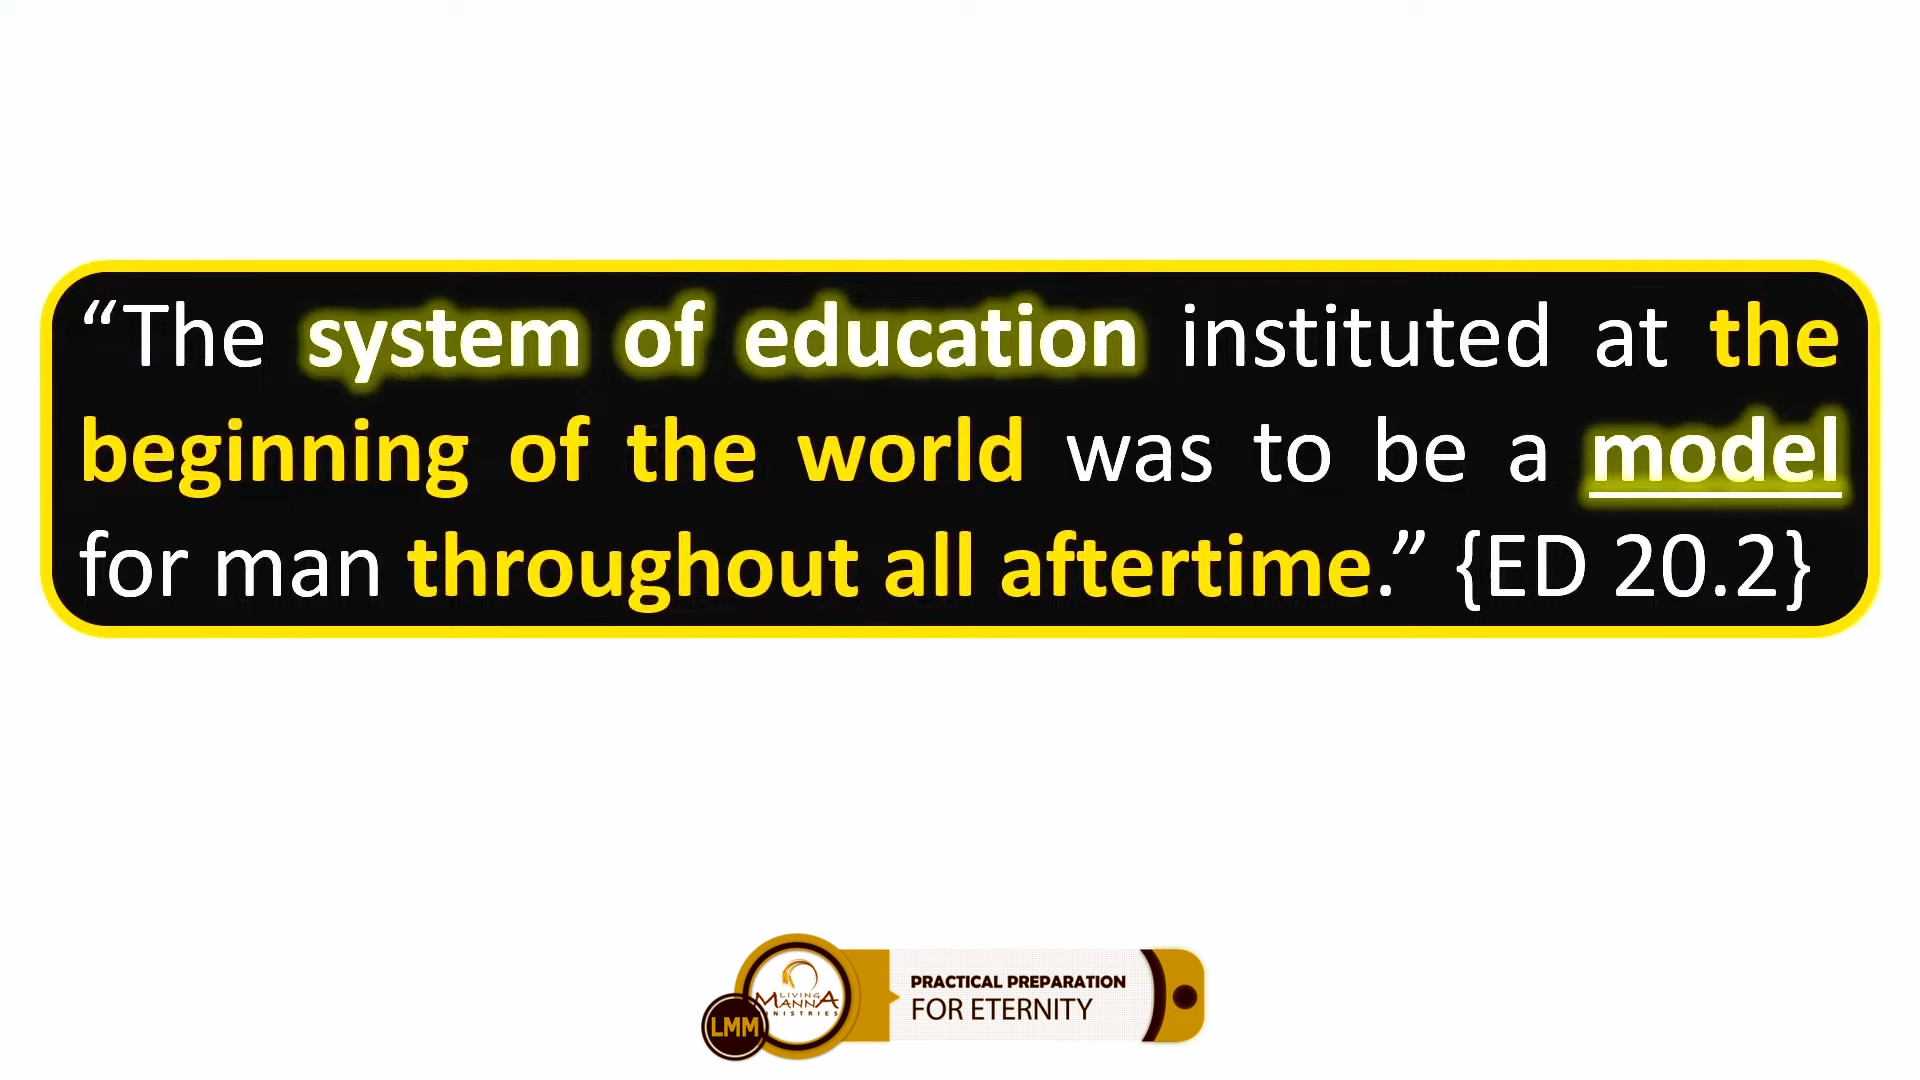 “The system of education instituted at the
beginning of the world was to be a model
for man throughout all aftertime.” {ED 20.2}
LIVING
MANNA
MINISTRIES
LMM
PRACTICAL PREPARATION
FOR ETERNITY